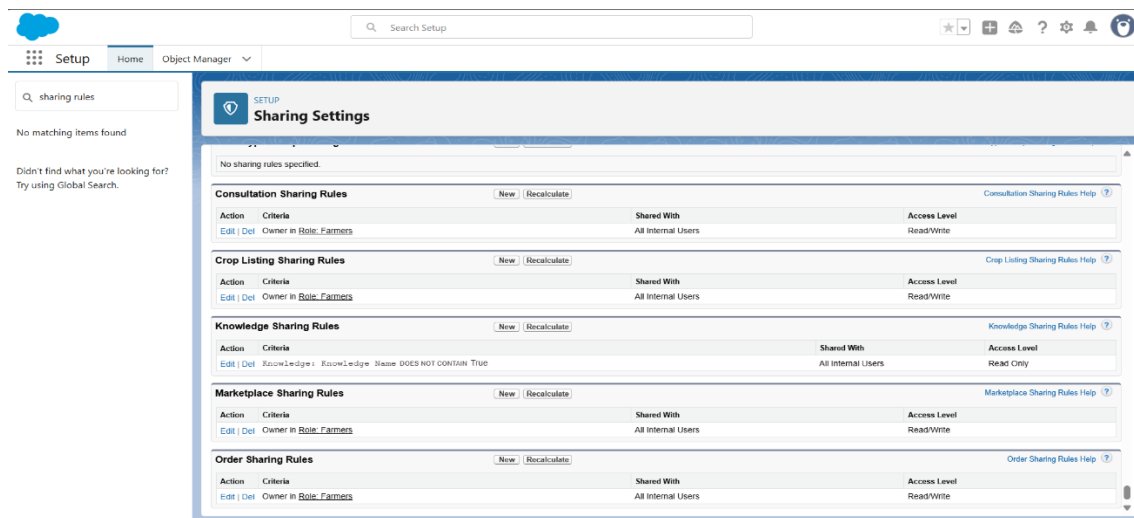 Search Setup
Setup Home Object Manager
sharing rules
No matching items found
Didn't find what you're looking for?
Try using Global Search.
SETUP
Sharing Settings
No sharing rules specified.
Consultation Sharing Rules New Recalculate Consultation Sharing Rules Help ?
Action Criteria Shared With Access Level
Edit | Del Owner in Role: Farmers All Internal Users Read/Write
Crop Listing Sharing Rules New Recalculate Crop Listing Sharing Rules Help ?
Action Criteria Shared With Access Level
Edit | Del Owner in Role: Farmers All Internal Users Read/Write
Knowledge Sharing Rules New Recalculate Knowledge Sharing Rules Help ?
Action Criteria Shared With Access Level
Edit | Del Knowledge: Knowledge Name DOES NOT CONTAIN True All Internal Users Read Only
Marketplace Sharing Rules New Recalculate Marketplace Sharing Rules Help ?
Action Criteria Shared With Access Level
Edit | Del Owner in Role: Farmers All Internal Users Read/Write
Order Sharing Rules New Recalculate Order Sharing Rules Help ?
Action Criteria Shared With Access Level
Edit | Del Owner in Role: Farmers All Internal Users Read/Write